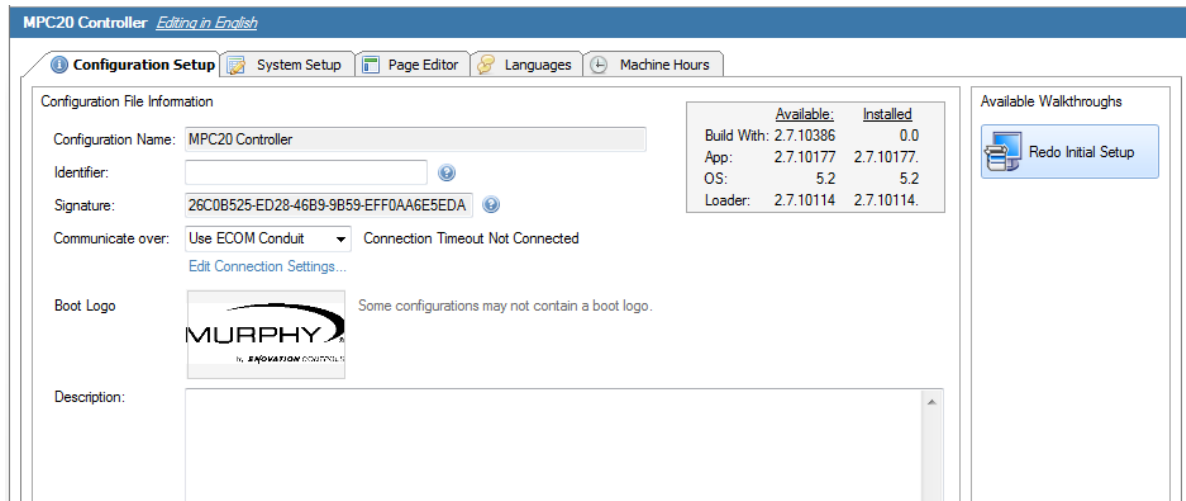 MPC20 Controller Editing in English
Configuration Setup System Setup Page Editor Languages Machine Hours
Configuration File Information
Available: Installed
Configuration Name: MPC20 Controller
Build With: 2.7.10386 0.0
Identifier:
App: 2.7.10177 2.7.10177.
OS: 5.2 5.2
Signature: 26C0B525-ED28-46B9-9B59-EFF0AA6E5EDA
Loader: 2.7.10114 2.7.10114.
Communicate over: Use ECOM Conduit Connection Timeout Not Connected
Edit Connection Settings...
Boot Logo
MURPHY
by ENOVATION CONTROLS
Some configurations may not contain a boot logo.
Description:
Available Walkthroughs
Redo Initial Setup